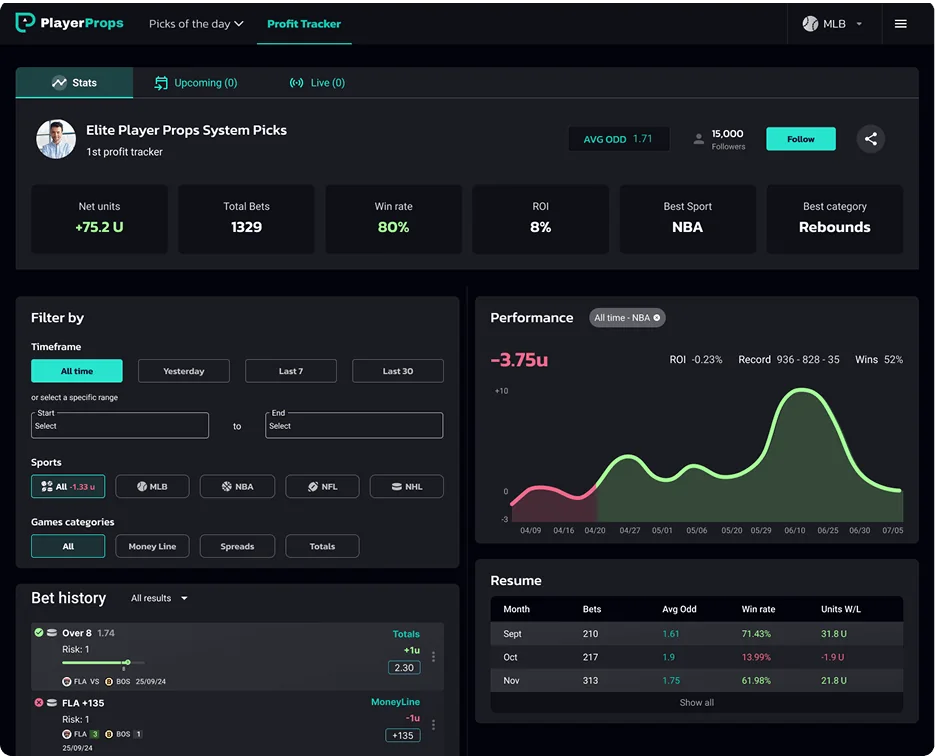 PlayerProps
Picks of the day
Profit Tracker
MLB
Stats
Upcoming (0)
Live (0)
Elite Player Props System Picks
1st profit tracker
AVG ODD 1.71
15,000
Followers
Follow
Net units
+75.2 U
Total Bets
1329
Win rate
80%
ROI
8%
Best Sport
NBA
Best category
Rebounds
Filter by
Timeframe
All time
Yesterday
Last 7
Last 30
or select a specific range
Start
Select
to
End
Select
Sports
All -1.33 u
MLB
NBA
NFL
NHL
Games categories
All
Money Line
Spreads
Totals
Bet history
All results
Over 8 1.74
Totals
Risk: 1
+1u
8
2.30
FLA VS BOS 25/09/24
FLA +135
MoneyLine
Risk: 1
-1u
FLA 3 BOS 1
+135
25/09/24
Performance
All time - NBA
-3.75u
ROI -0.23% Record 936 - 828 - 35 Wins 52%
+10
0
-3
04/09 04/16 04/20 04/27 05/01 05/06 05/20 05/29 06/10 06/25 06/30 07/05
Resume
Month Bets Avg Odd Win rate Units W/L
Sept 210 1.61 71.43% 31.8 U
Oct 217 1.9 13.99% -1.9 U
Nov 313 1.75 61.98% 21.8 U
Show all